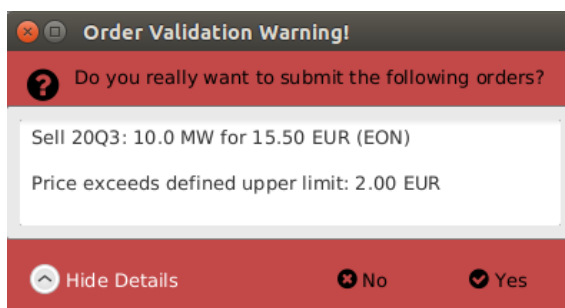 Order Validation Warning!
Do you really want to submit the following orders?
Sell 20Q3: 10.0 MW for 15.50 EUR (EON)
Price exceeds defined upper limit: 2.00 EUR
Hide Details
No
Yes